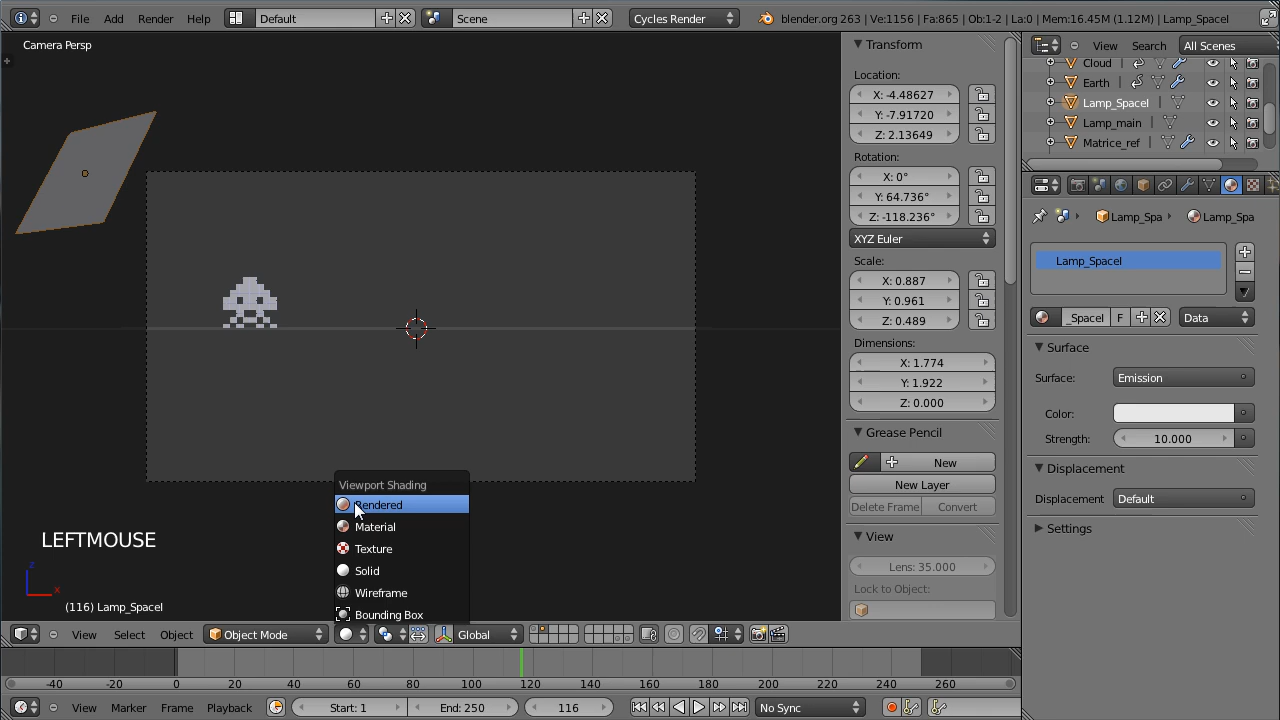 File Add Render Help Default Scene Cycles Render blender.org 263 | Ve:1156 | Fa:865 | Ob:1-2 | La:0 | Mem:16.45M (1.12M) | Lamp_Spacel
Camera Persp
LEFTMOUSE
z
x
(116) Lamp_Spacel
Viewport Shading
Rendered
Material
Texture
Solid
Wireframe
Bounding Box
View Select Object Object Mode Global
Transform
Location:
X: -4.48627
Y: -7.91720
Z: 2.13649
Rotation:
X: 0°
Y: 64.736°
Z: -118.236°
XYZ Euler
Scale:
X: 0.887
Y: 0.961
Z: 0.489
Dimensions:
X: 1.774
Y: 1.922
Z: 0.000
Grease Pencil
New
New Layer
Delete Frame Convert
View
Lens: 35.000
Lock to Object:
View Search All Scenes
Cloud
Earth
Lamp_Spacel
Lamp_main
Matrice_ref
Lamp_Spa Lamp_Spa
Lamp_Spacel
_Spacel F Data
Surface
Surface: Emission
Color:
Strength: 10.000
Displacement
Displacement Default
Settings
-40 -20 0 20 40 60 80 100 120 140 160 180 200 220 240 260
View Marker Frame Playback Start: 1 End: 250 116 No Sync